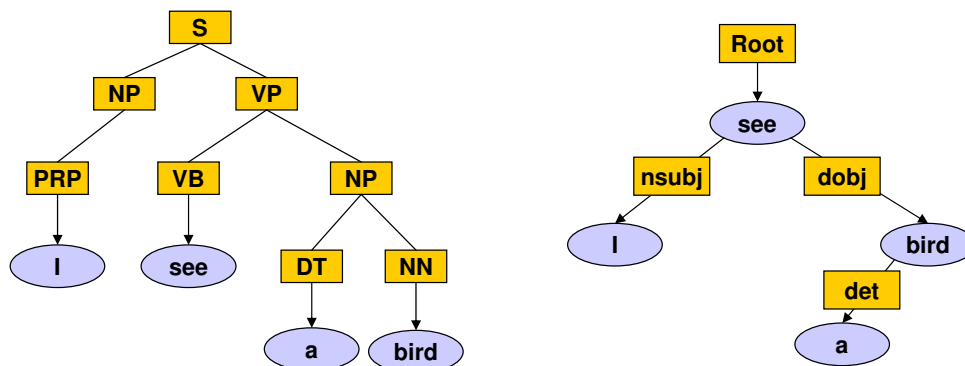 S
NP VP
PRP VB NP
I see DT NN
a bird
Root
see
nsubj dobj
I bird
det
a